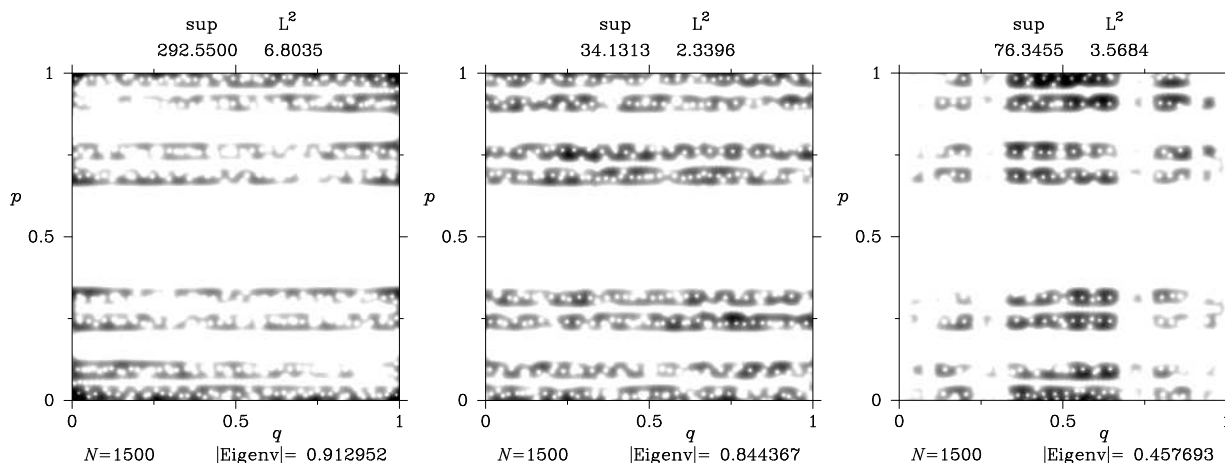 sup L²
292.5500 6.8035
1
p
0.5
0
0 0.5 1
q
N=1500 |Eigenv|= 0.912952
sup L²
34.1313 2.3396
1
p
0.5
0
0 0.5 1
q
N=1500 |Eigenv|= 0.844367
sup L²
76.3455 3.5684
1
p
0.5
0
0 0.5 1
q
N=1500 |Eigenv|= 0.457693